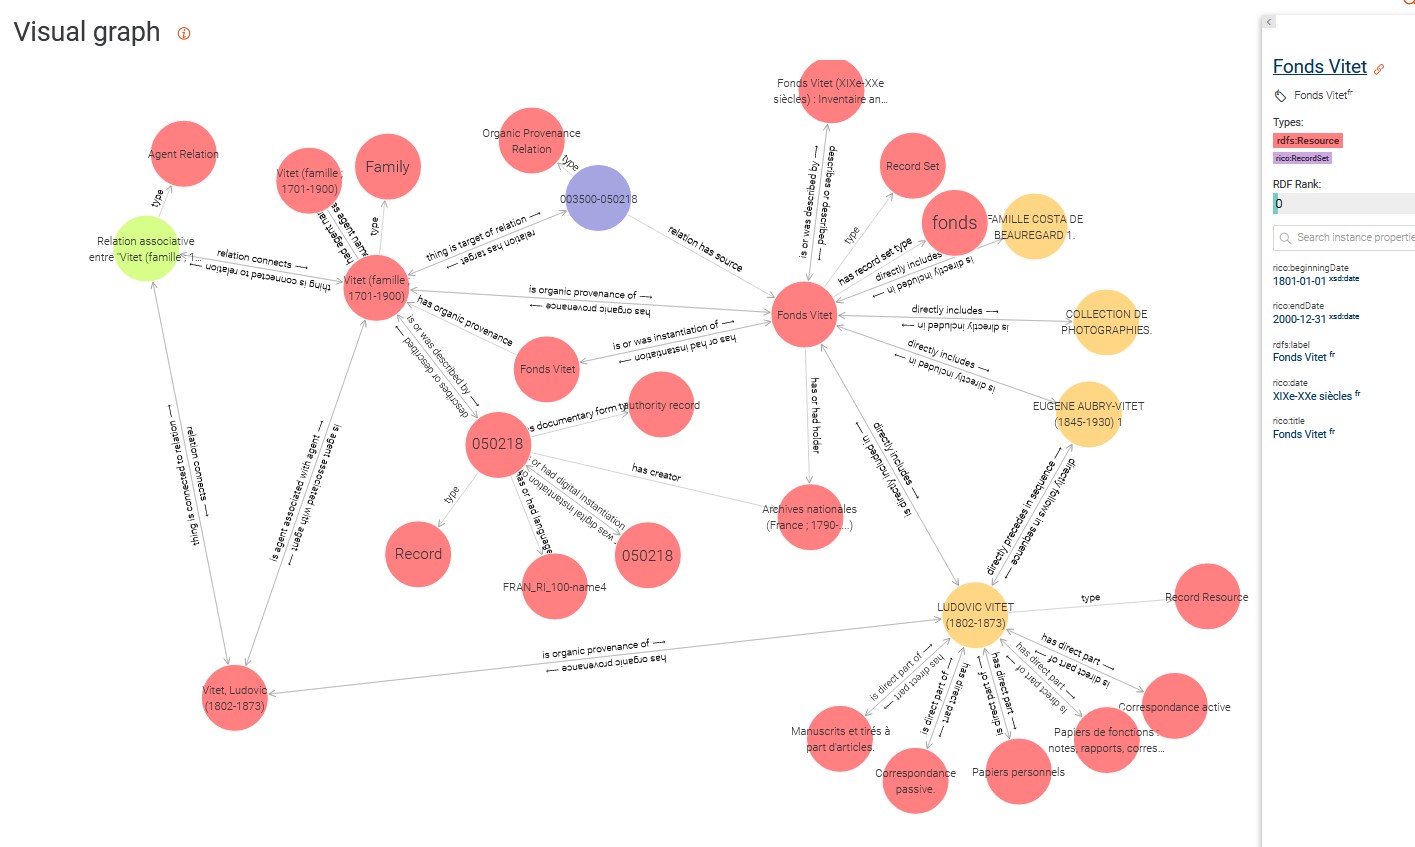 Visual graph
Fonds Vitet (XIXe-XXe
siècles) : Inventaire an...
Organic Provenance
Relation
type
Agent Relation
type
Vitet (famille ;
1701-1900)
Family
type
Record Set
type
003500-050218
fonds
has record set type
FAMILLE COSTA DE
BEAUREGARD 1.
directly includes
is directly included in
is or was described by
describes or described
Relation associative
entre "Vitet (famille ; 1...
relation connects
thing is connected to relation
has agent name
thing is target of relation
relation has target
relation has source
Vitet (famille ;
1701-1900)
is organic provenance of
has organic provenance
Fonds Vitet
directly includes
is directly included in
COLLECTION DE
PHOTOGRAPHIES.
has organic provenance
is or was instantiation of
has or had instantiation
Fonds Vitet
directly includes
is directly included in
is or was described by
describes or described
EUGENE AUBRY-VITET
(1845-1930) 1
authority record
s documentary form ty
050218
has or had holder
has creator
type
has or had language
or had digital instantiation
was digital instantiation o
Archives nationales
(France ; 1790-....)
Record
FRAN_RI_100-name4
050218
relation connects
thing is connected to relation
is agent associated with agent
is agent associated with agent
directly includes
is directly included in
directly precedes in sequence
directly follows in sequence
LUDOVIC VITET
(1802-1873)
type
Record Resource
is organic provenance of
has organic provenance
Vitet, Ludovic
(1802-1873)
is direct part of
has direct part
is direct part of
has direct part
has direct part
is direct part of
has direct part
is direct part of
has direct part
is direct part of
Correspondance active
Manuscrits et tirés à
part d'articles.
Papiers de fonctions :
notes, rapports, corres...
Correspondance
passive.
Papiers personnels
Fonds Vitet
Fonds Vitet fr
Types:
rdfs:Resource
rico:RecordSet
RDF Rank:
0
Search instance propertie
rico:beginningDate
1801-01-01 xsd:date
rico:endDate
2000-12-31 xsd:date
rdfs:label
Fonds Vitet fr
rico:date
XIXe-XXe siècles fr
rico:title
Fonds Vitet fr